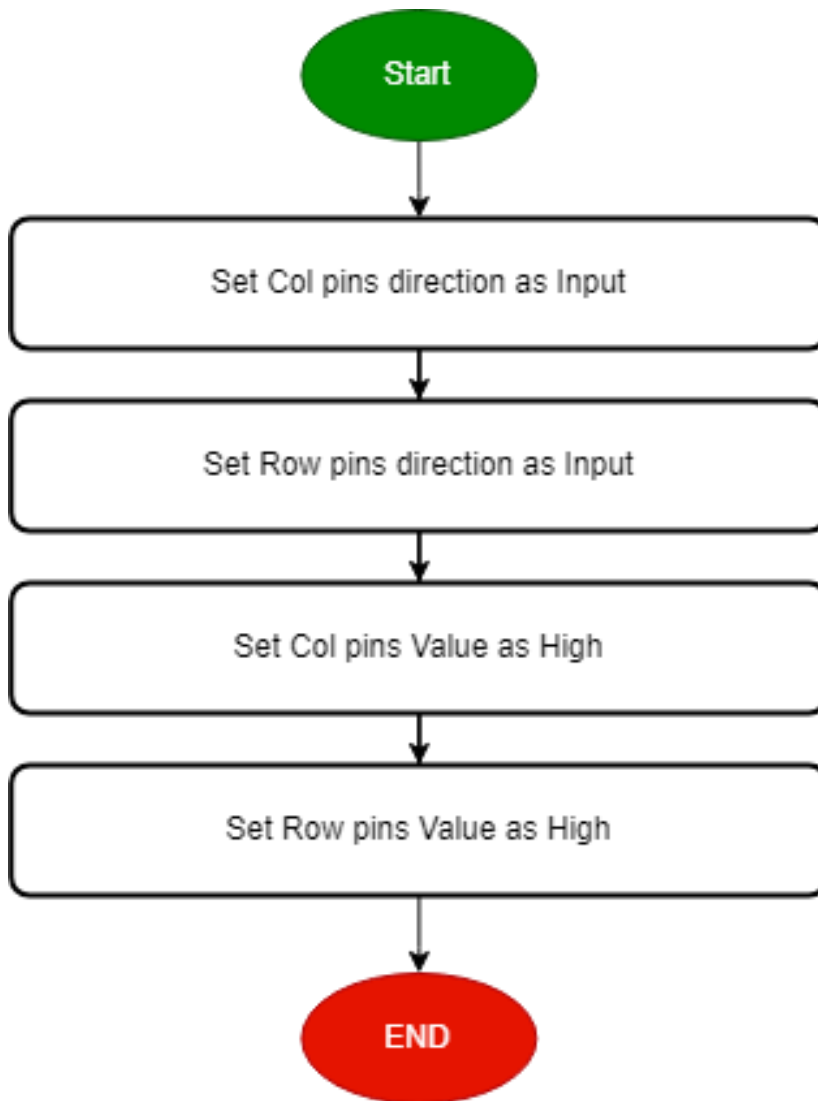 Start
Set Col pins direction as Input
Set Row pins direction as Input
Set Col pins Value as High
Set Row pins Value as High
END